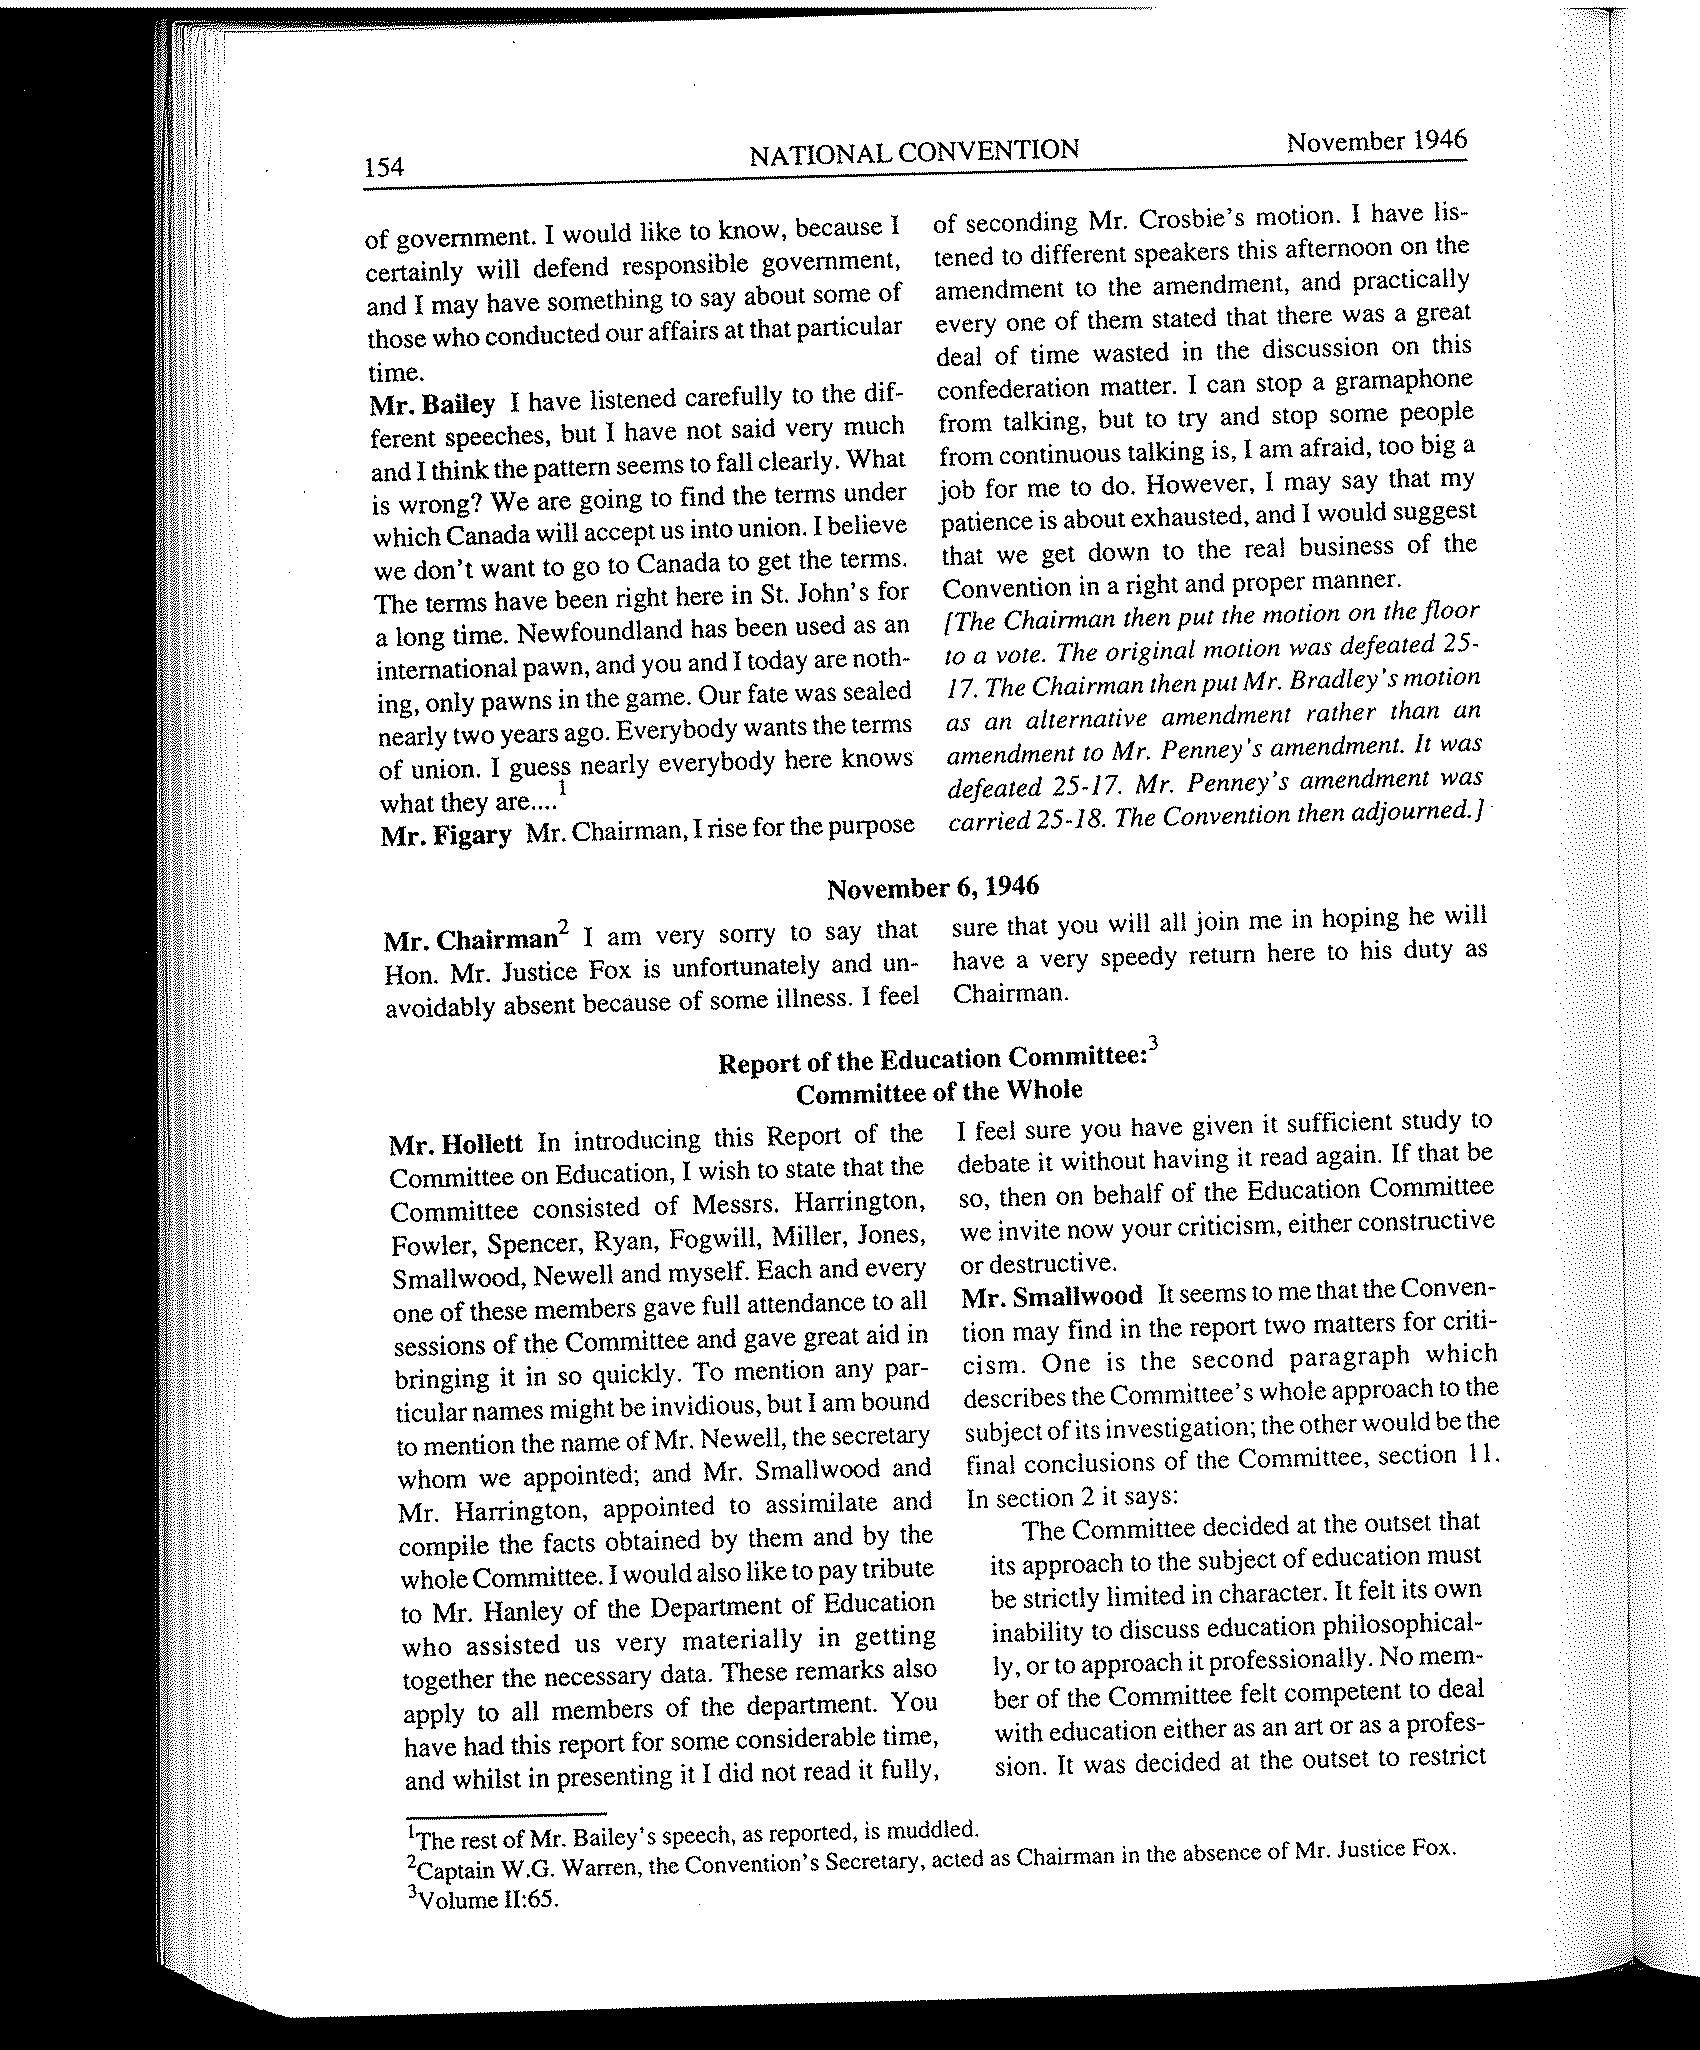 154
NATIONAL CONVENTION
November 1946
of government. I would like to know, because I
certainly will defend responsible government,
and I may have something to say about some of
those who conducted our affairs at that particular
time.
Mr. Bailey I have listened carefully to the dif-
ferent speeches, but I have not said very much
and I think the pattern seems to fall clearly. What
is wrong? We are going to find the terms under
which Canada will accept us into union. I believe
we don't want to go to Canada to get the terms.
The terms have been right here in St. John's for
a long time. Newfoundland has been used as an
international pawn, and you and I today are noth-
ing, only pawns in the game. Our fate was sealed
nearly two years ago. Everybody wants the terms
of union. I guess nearly everybody here knows
what they are....1
Mr. Figary Mr. Chairman, I rise for the purpose
of seconding Mr. Crosbie's motion. I have lis-
tened to different speakers this afternoon on the
amendment to the amendment, and practically
every one of them stated that there was a great
deal of time wasted in the discussion on this
confederation matter. I can stop a gramaphone
from talking, but to try and stop some people
from continuous talking is, I am afraid, too big a
job for me to do. However, I may say that my
patience is about exhausted, and I would suggest
that we get down to the real business of the
Convention in a right and proper manner.
[The Chairman then put the motion on the floor
to a vote. The original motion was defeated 25-
17. The Chairman then put Mr. Bradley's motion
as an alternative amendment rather than an
amendment to Mr. Penney's amendment. It was
defeated 25-17. Mr. Penney's amendment was
carried 25-18. The Convention then adjourned.]
November 6, 1946
Mr. Chairman2 I am very sorry to say that
Hon. Mr. Justice Fox is unfortunately and un-
avoidably absent because of some illness. I feel
sure that you will all join me in hoping he will
have a very speedy return here to his duty as
Chairman.
Report of the Education Committee:3
Committee of the Whole
Mr. Hollett In introducing this Report of the
Committee on Education, I wish to state that the
Committee consisted of Messrs. Harrington,
Fowler, Spencer, Ryan, Fogwill, Miller, Jones,
Smallwood, Newell and myself. Each and every
one of these members gave full attendance to all
sessions of the Committee and gave great aid in
bringing it in so quickly. To mention any par-
ticular names might be invidious, but I am bound
to mention the name of Mr. Newell, the secretary
whom we appointed; and Mr. Smallwood and
Mr. Harrington, appointed to assimilate and
compile the facts obtained by them and by the
whole Committee. I would also like to pay tribute
to Mr. Hanley of the Department of Education
who assisted us very materially in getting
together the necessary data. These remarks also
apply to all members of the department. You
have had this report for some considerable time,
and whilst in presenting it I did not read it fully,
I feel sure you have given it sufficient study to
debate it without having it read again. If that be
so, then on behalf of the Education Committee
we invite now your criticism, either constructive
or destructive.
Mr. Smallwood It seems to me that the Conven-
tion may find in the report two matters for criti-
cism. One is the second paragraph which
describes the Committee's whole approach to the
subject of its investigation; the other would be the
final conclusions of the Committee, section 11.
In section 2 it says:
The Committee decided at the outset that
its approach to the subject of education must
be strictly limited in character. It felt its own
inability to discuss education philosophical-
ly, or to approach it professionally. No mem-
ber of the Committee felt competent to deal
with education either as an art or as a profes-
sion. It was decided at the outset to restrict
1The rest of Mr. Bailey's speech, as reported, is muddled.
2Captain W.G. Warren, the Convention's Secretary, acted as Chairman in the absence of Mr. Justice Fox.
3Volume II:65.